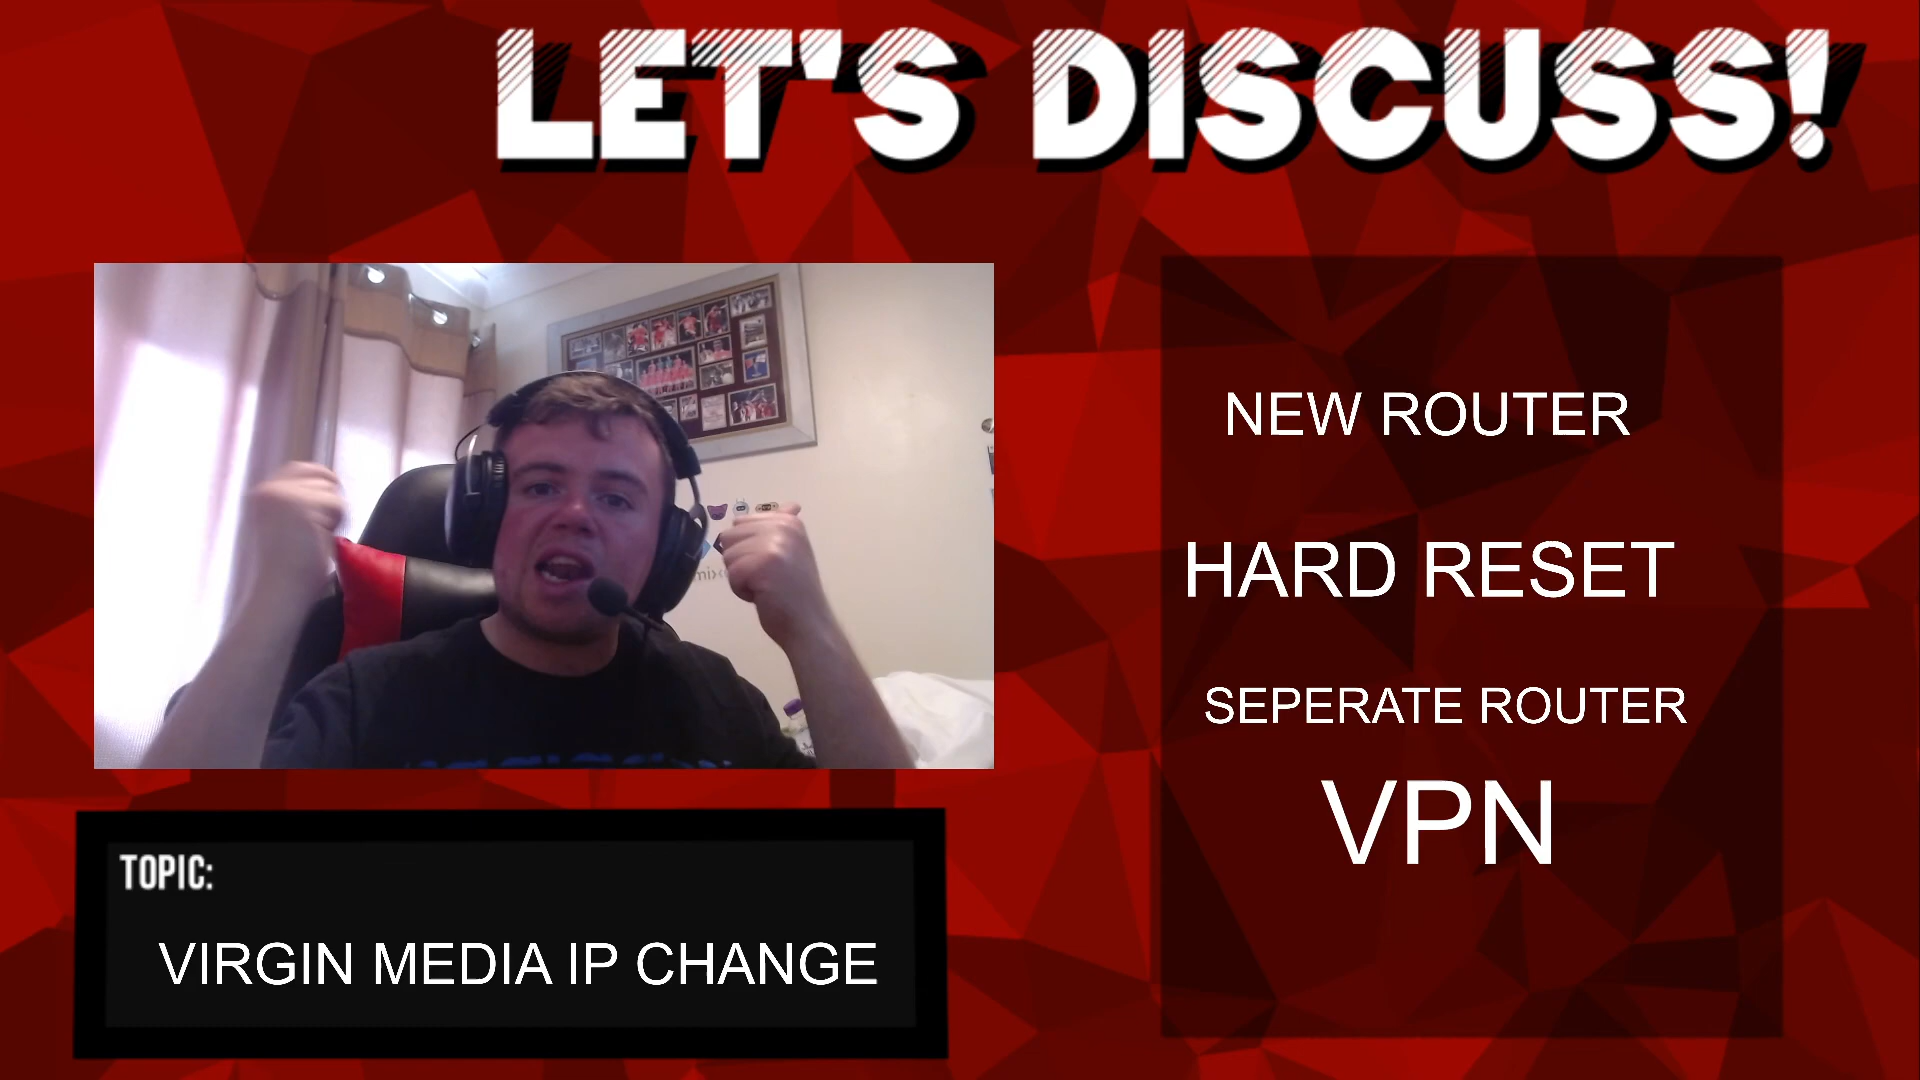 LET'S DISCUSS!
NEW ROUTER
HARD RESET
SEPERATE ROUTER
VPN
TOPIC:
VIRGIN MEDIA IP CHANGE